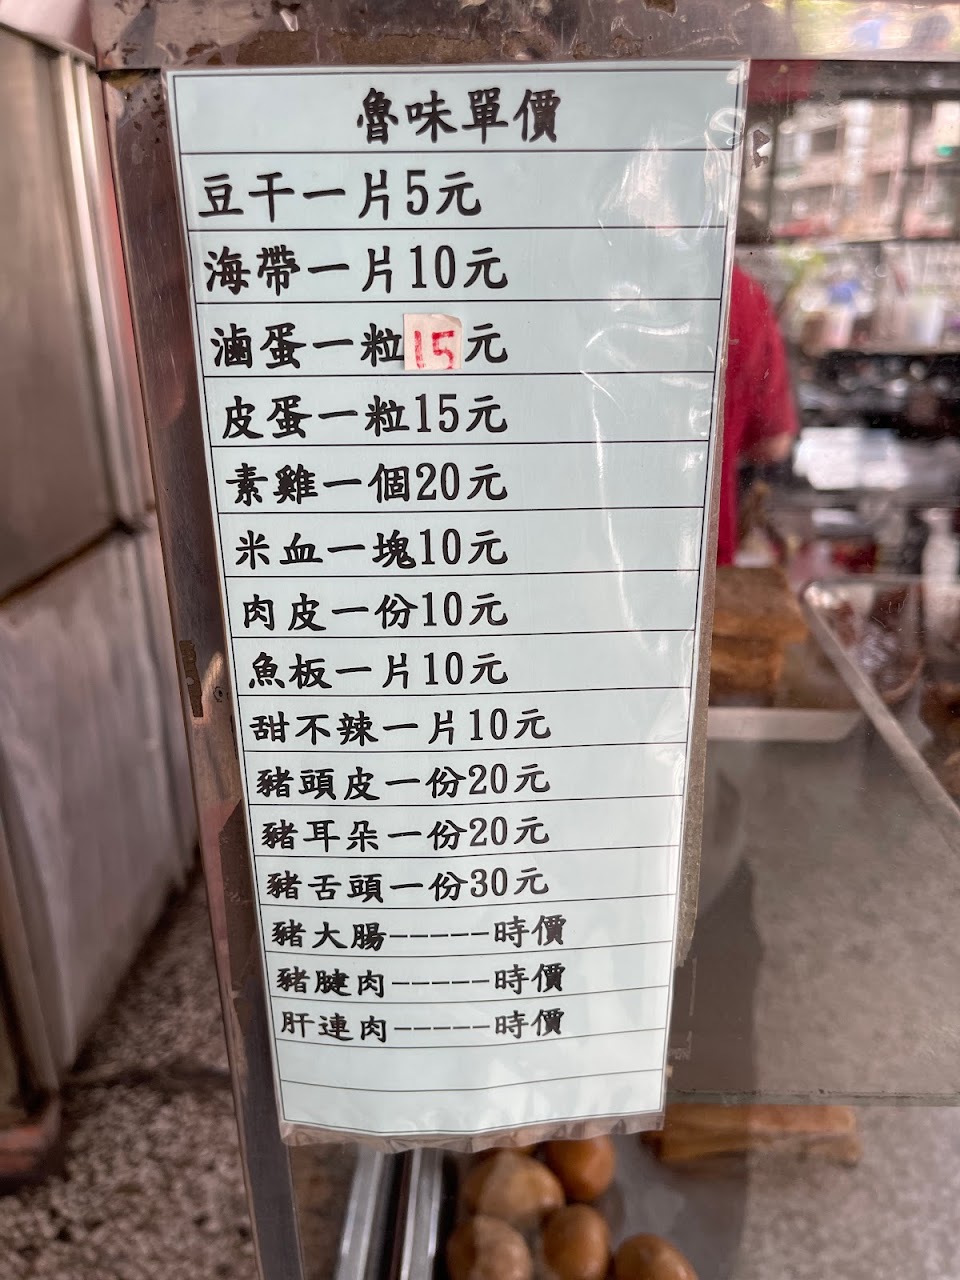 魯味單價
豆干一片5元
海帶一片10元
滷蛋一粒15元
皮蛋一粒15元
素雞一個20元
米血一塊10元
肉皮一份10元
魚板一片10元
甜不辣一片10元
豬頭皮一份20元
豬耳朵一份20元
豬舌頭一份30元
豬大腸-----時價
豬腱肉-----時價
肝連肉-----時價